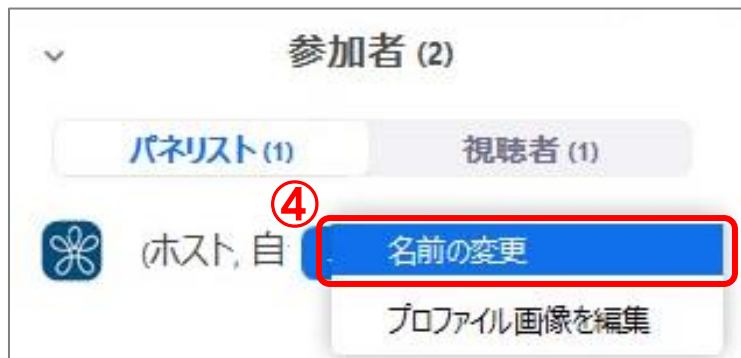 参加者 (2)
パネリスト (1) 視聴者 (1)
④
(ホスト, 自 名前の変更
プロファイル画像を編集